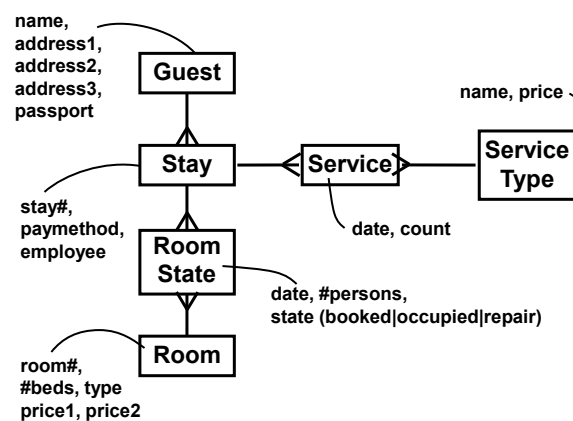 name,
address1,
address2,
address3,
passport
Guest
name, price
Stay
Service
Service
Type
stay#,
paymethod,
employee
date, count
Room
State
date, #persons,
state (booked|occupied|repair)
Room
room#,
#beds, type
price1, price2